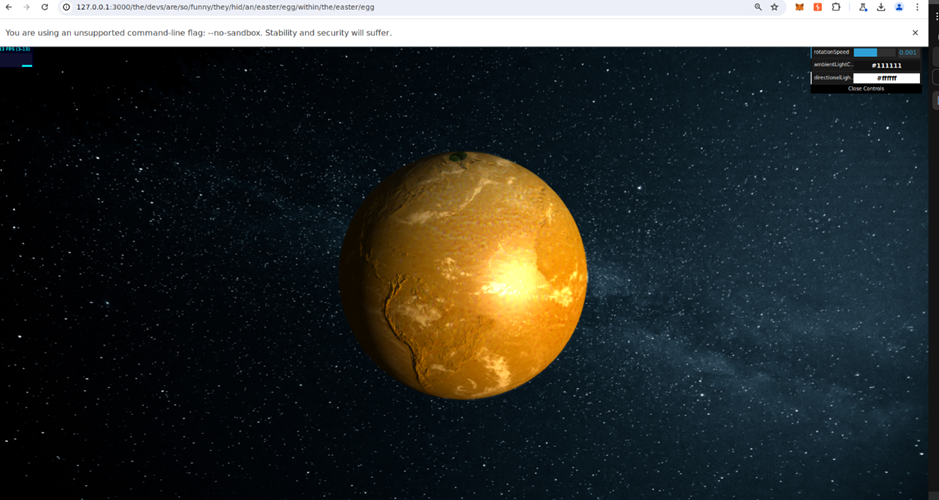 127.0.0.1:3000/the/devs/are/so/funny/they/hid/an/easter/egg/within/the/easter/egg
You are using an unsupported command-line flag: --no-sandbox. Stability and security will suffer.
3 FPS (3-13)
rotationSpeed 0.001
ambientLightC.. #111111
directionalLigh.. #ffffff
Close Controls